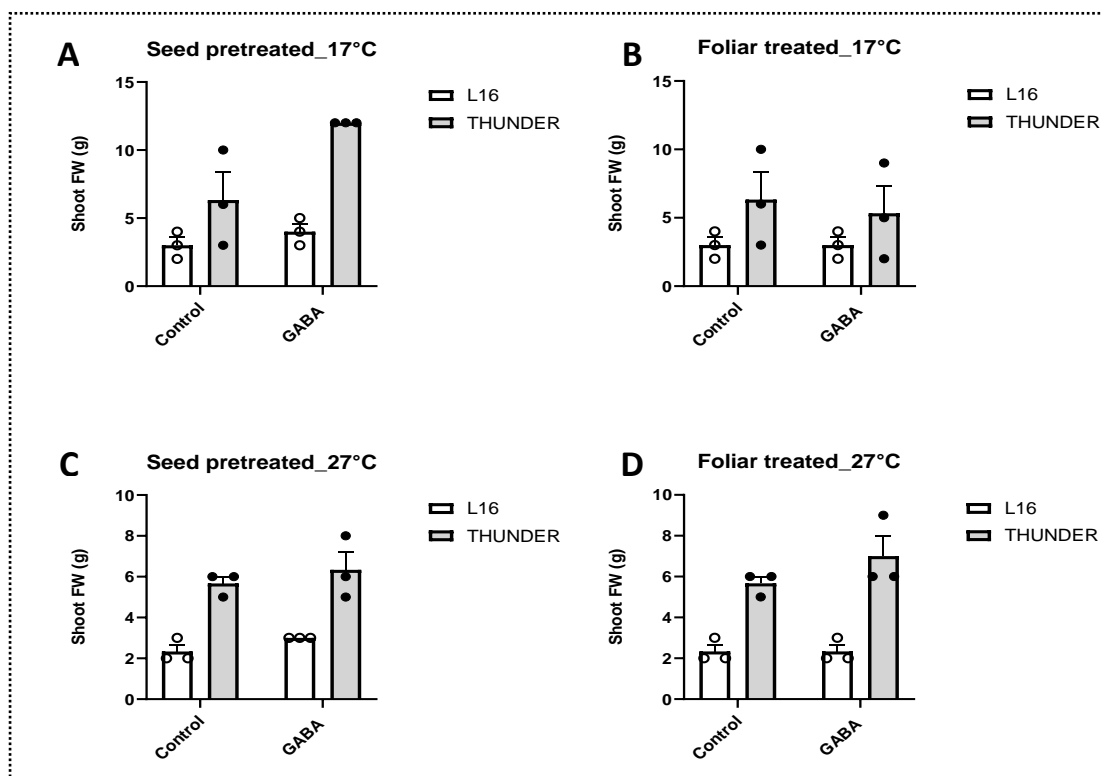 A
Seed pretreated_17°C
15
10
5
0
Shoot FW (g)
Control
GABA
L16
THUNDER
B
Foliar treated_17°C
15
10
5
0
Shoot FW (g)
Control
GABA
L16
THUNDER
C
Seed pretreated_27°C
10
8
6
4
2
0
Shoot FW (g)
Control
GABA
L16
THUNDER
D
Foliar treated_27°C
10
8
6
4
2
0
Shoot FW (g)
Control
GABA
L16
THUNDER